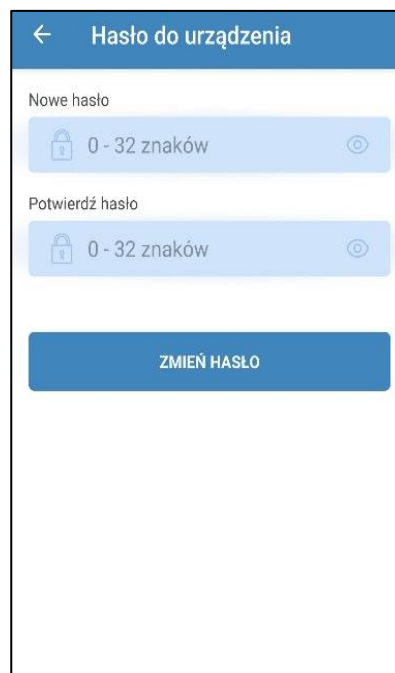 Hasło do urządzenia
Nowe hasło
0 - 32 znaków
Potwierdź hasło
0 - 32 znaków
ZMIEŃ HASŁO